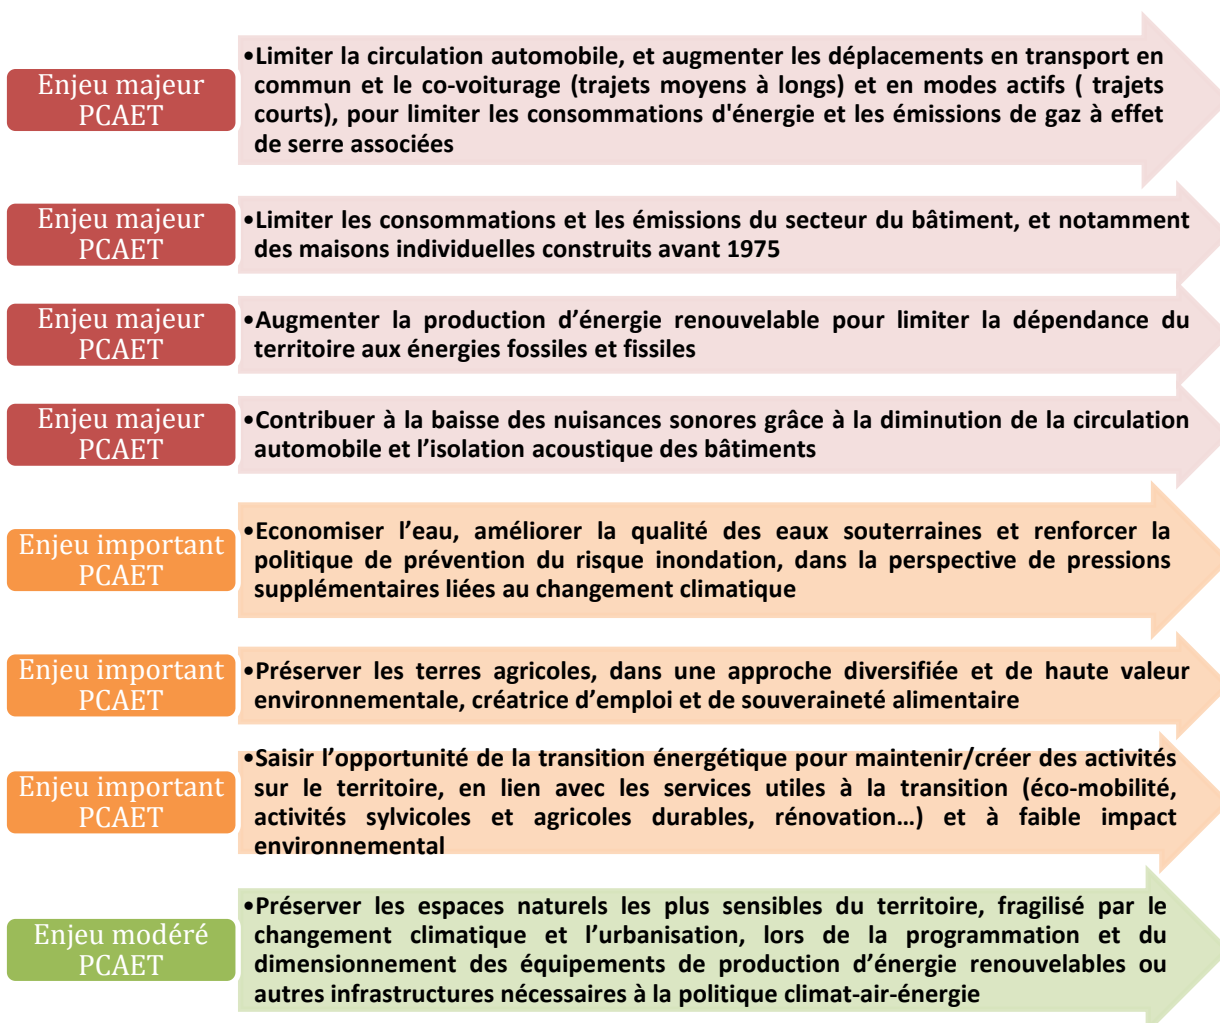 Enjeu majeur
PCAET
•Limiter la circulation automobile, et augmenter les déplacements en transport en
commun et le co-voiturage (trajets moyens à longs) et en modes actifs ( trajets
courts), pour limiter les consommations d'énergie et les émissions de gaz à effet
de serre associées
Enjeu majeur
PCAET
•Limiter les consommations et les émissions du secteur du bâtiment, et notamment
des maisons individuelles construits avant 1975
Enjeu majeur
PCAET
•Augmenter la production d’énergie renouvelable pour limiter la dépendance du
territoire aux énergies fossiles et fissiles
Enjeu majeur
PCAET
•Contribuer à la baisse des nuisances sonores grâce à la diminution de la circulation
automobile et l’isolation acoustique des bâtiments
Enjeu important
PCAET
•Economiser l’eau, améliorer la qualité des eaux souterraines et renforcer la
politique de prévention du risque inondation, dans la perspective de pressions
supplémentaires liées au changement climatique
Enjeu important
PCAET
•Préserver les terres agricoles, dans une approche diversifiée et de haute valeur
environnementale, créatrice d’emploi et de souveraineté alimentaire
Enjeu important
PCAET
•Saisir l’opportunité de la transition énergétique pour maintenir/créer des activités
sur le territoire, en lien avec les services utiles à la transition (éco-mobilité,
activités sylvicoles et agricoles durables, rénovation…) et à faible impact
environnemental
Enjeu modéré
PCAET
•Préserver les espaces naturels les plus sensibles du territoire, fragilisé par le
changement climatique et l’urbanisation, lors de la programmation et du
dimensionnement des équipements de production d’énergie renouvelables ou
autres infrastructures nécessaires à la politique climat-air-énergie